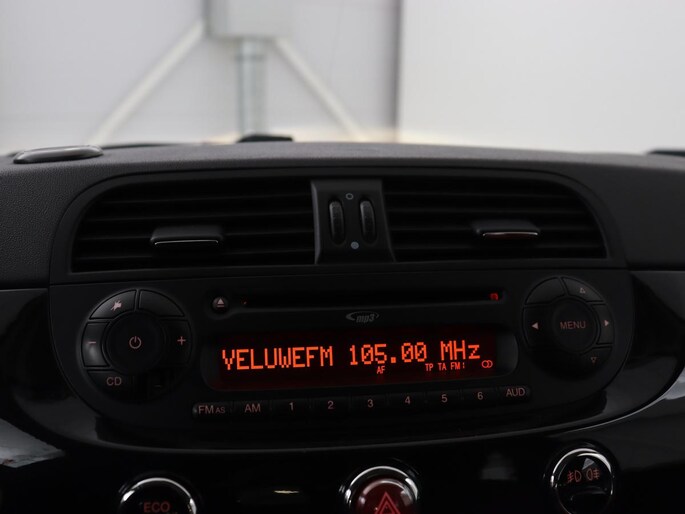 mp3
MENU
VELUWEFM 105.00 MHz
AF TP TA FM1
CD
FM AS AM 1 2 3 4 5 6 AUD
ECO